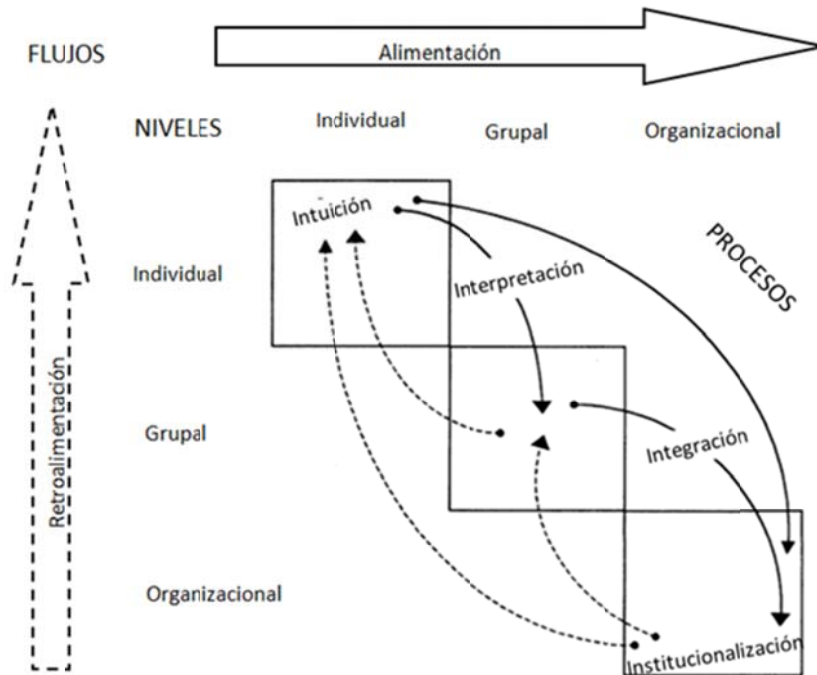 FLUJOS
Alimentación
NIVELES
Individual
Grupal
Organizacional
Intuición
PROCESOS
Individual
Interpretación
Retroalimentación
Grupal
Integración
Organizacional
Institucionalización